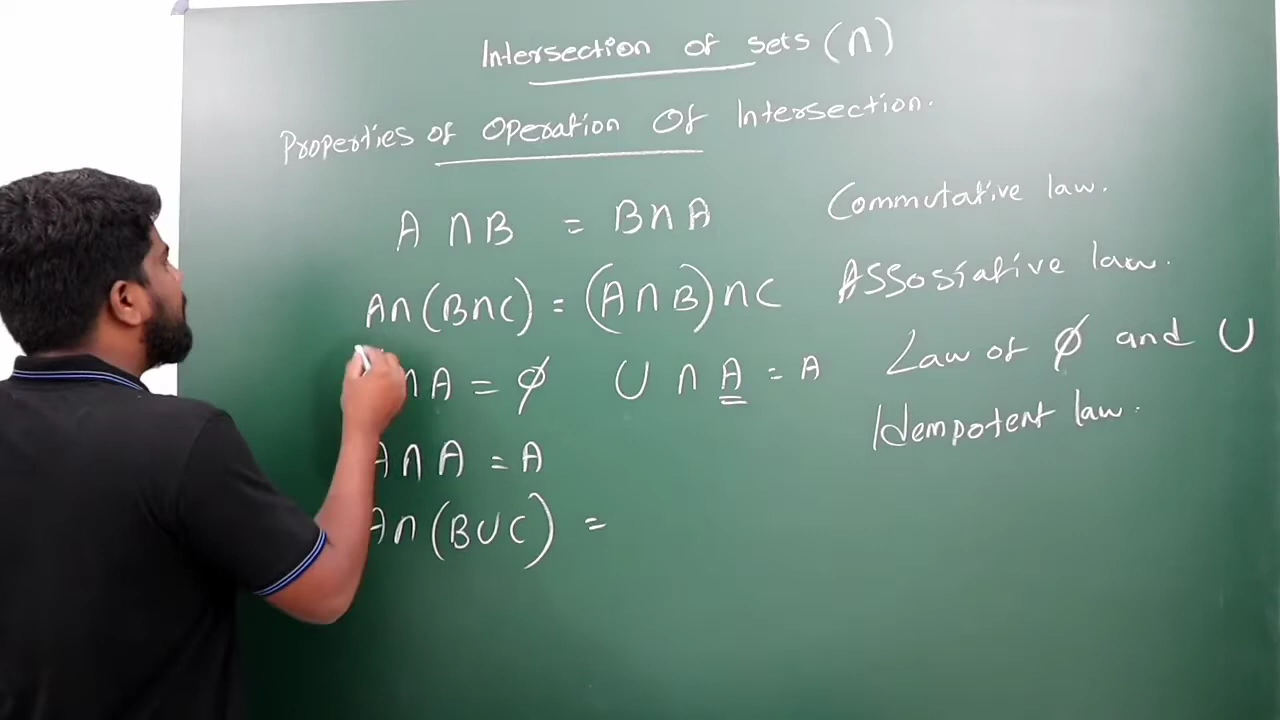 Intersection of sets (∩)
Properties of Operation Of Intersection.
A ∩ B = B ∩ A Commutative law.
A∩(B∩C) = (A∩B)∩C Assosiative law.
∩ A = ϕ U ∩ A = A Law of ϕ and U
A ∩ A = A Idempotent law.
A∩(B∪C) =